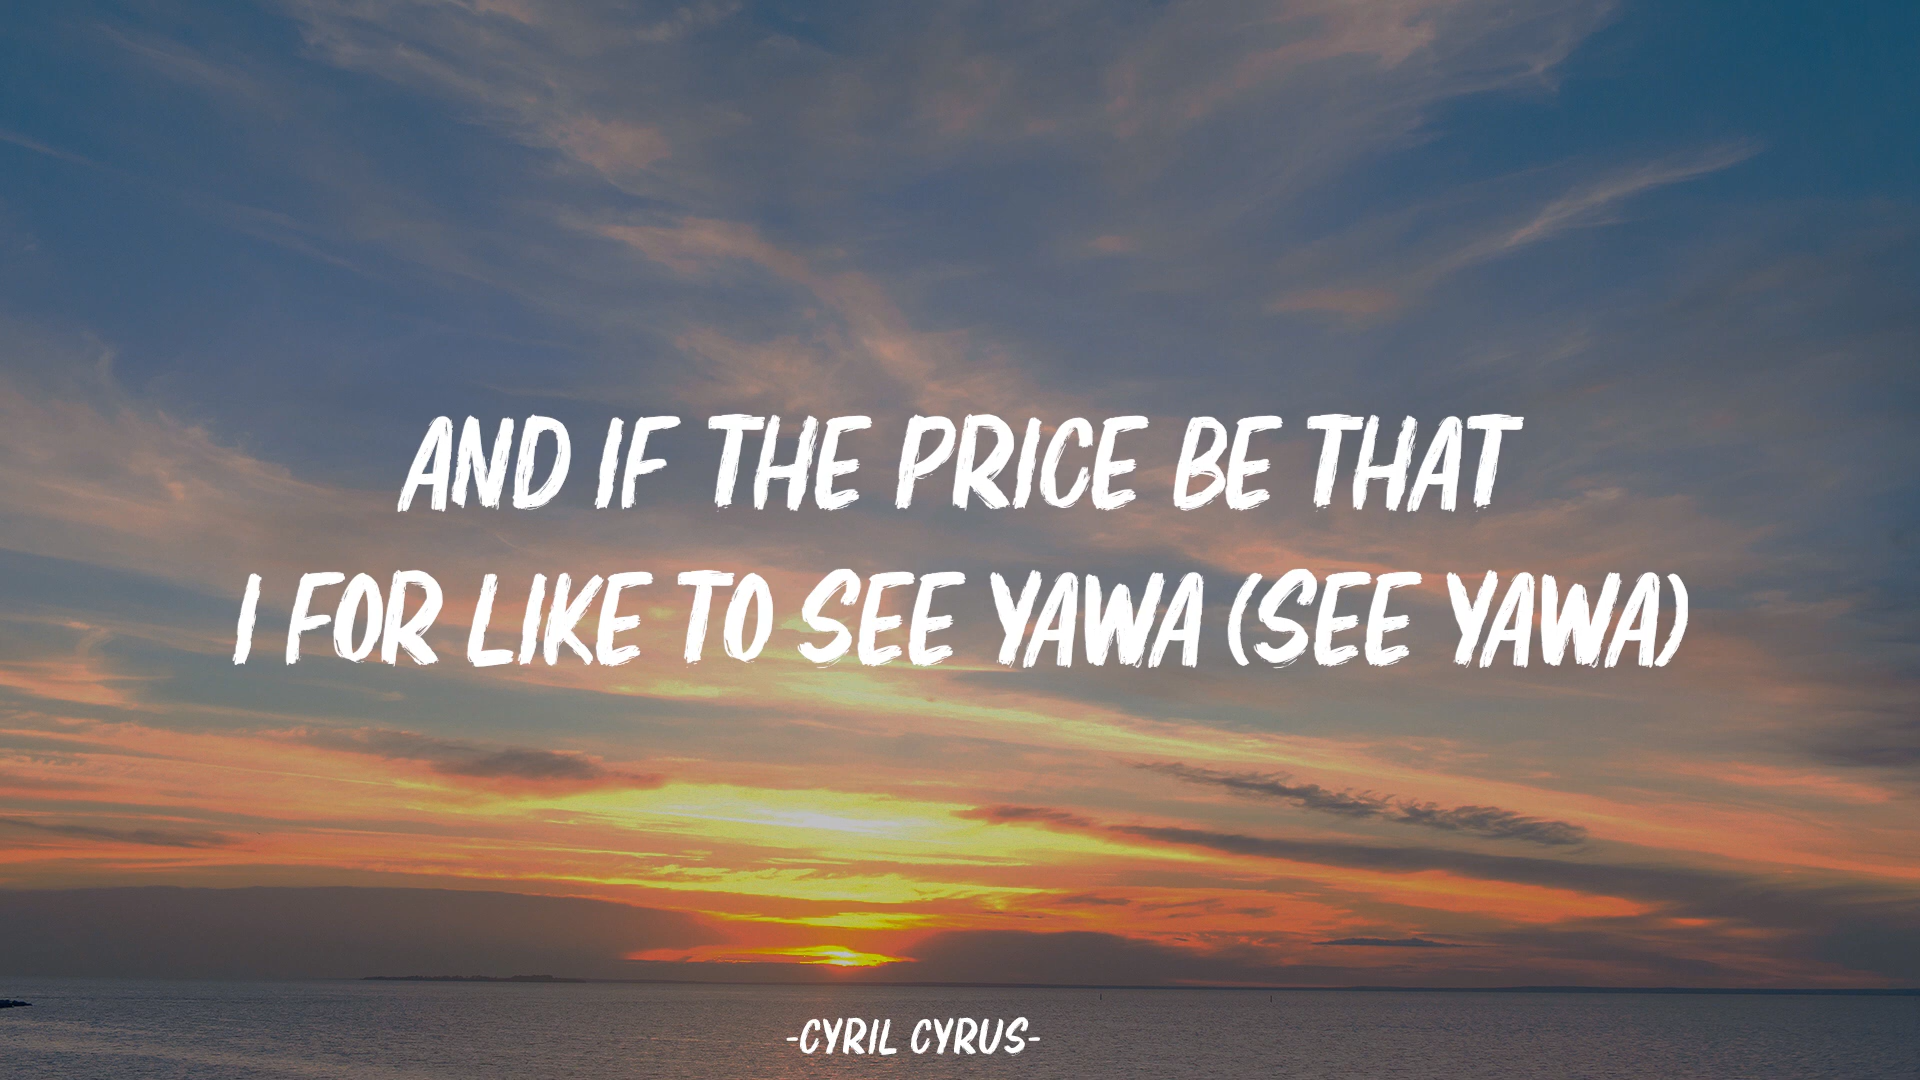 AND IF THE PRICE BE THAT
I FOR LIKE TO SEE YAWA (SEE YAWA)
-CYRIL CYRUS-